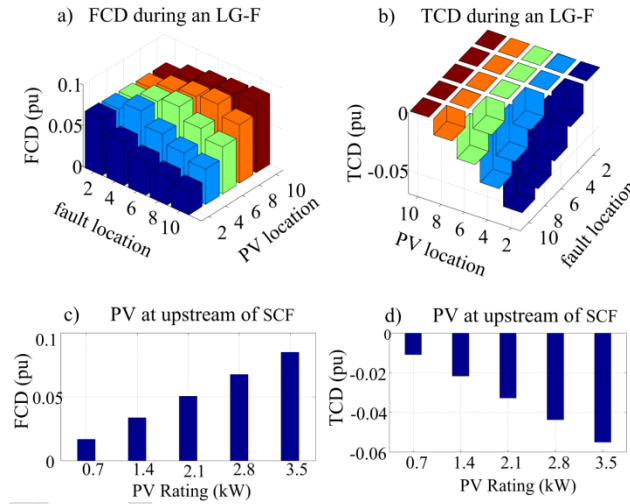 a) FCD during an LG-F
FCD (pu)
0.1
0.05
0
2
4
6
8
10
fault location
2
4
6
8
10
PV location
b) TCD during an LG-F
TCD (pu)
0
-0.05
10
8
6
4
2
PV location
10
8
6
4
2
fault location
c) PV at upstream of SCF
FCD (pu)
0.1
0.05
0
0.7 1.4 2.1 2.8 3.5
PV Rating (kW)
d) PV at upstream of SCF
TCD (pu)
0
-0.02
-0.04
-0.06
0.7 1.4 2.1 2.8 3.5
PV Rating (kW)